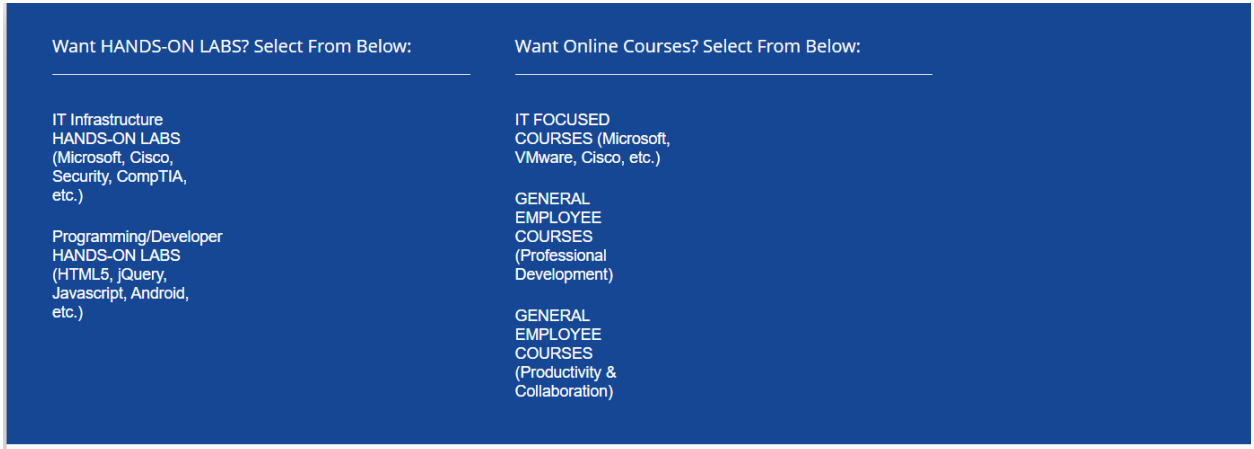 Want HANDS-ON LABS? Select From Below:
IT Infrastructure
HANDS-ON LABS
(Microsoft, Cisco,
Security, CompTIA,
etc.)
Programming/Developer
HANDS-ON LABS
(HTML5, jQuery,
Javascript, Android,
etc.)
Want Online Courses? Select From Below:
IT FOCUSED
COURSES (Microsoft,
VMware, Cisco, etc.)
GENERAL
EMPLOYEE
COURSES
(Professional
Development)
GENERAL
EMPLOYEE
COURSES
(Productivity &
Collaboration)